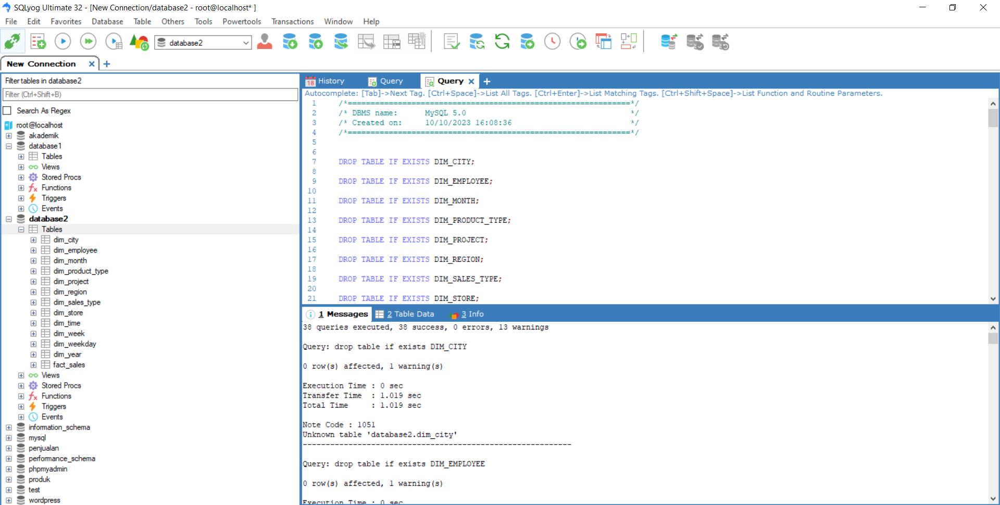 SQLyog Ultimate 32 - [New Connection/database2 - root@localhost* ]
File Edit Favorites Database Table Others Tools Powertools Transactions Window Help
database2
New Connection
Filter tables in database2
Filter (Ctrl+Shift+B)
Search As Regex
root@localhost
akademik
database1
Tables
Views
Stored Procs
Functions
Triggers
Events
database2
Tables
dim_city
dim_employee
dim_month
dim_product_type
dim_project
dim_region
dim_sales_type
dim_store
dim_time
dim_week
dim_weekday
dim_year
fact_sales
Views
Stored Procs
Functions
Triggers
Events
information_schema
mysql
penjualan
performance_schema
phpmyadmin
produk
test
wordpress
18 History Query Query
Autocomplete: [Tab]->Next Tag. [Ctrl+Space]->List All Tags. [Ctrl+Enter]->List Matching Tags. [Ctrl+Shift+Space]->List Function and Routine Parameters.
1 /*==============================================================*/
2 /* DBMS name:      MySQL 5.0                                    */
3 /* Created on:     10/10/2023 16:08:36                          */
4 /*==============================================================*/
5
6
7 DROP TABLE IF EXISTS DIM_CITY;
8
9 DROP TABLE IF EXISTS DIM_EMPLOYEE;
10
11 DROP TABLE IF EXISTS DIM_MONTH;
12
13 DROP TABLE IF EXISTS DIM_PRODUCT_TYPE;
14
15 DROP TABLE IF EXISTS DIM_PROJECT;
16
17 DROP TABLE IF EXISTS DIM_REGION;
18
19 DROP TABLE IF EXISTS DIM_SALES_TYPE;
20
21 DROP TABLE IF EXISTS DIM_STORE;
1 Messages 2 Table Data 3 Info
38 queries executed, 38 success, 0 errors, 13 warnings
Query: drop table if exists DIM_CITY
0 row(s) affected, 1 warning(s)
Execution Time : 0 sec
Transfer Time  : 1.019 sec
Total Time     : 1.019 sec
Note Code : 1051
Unknown table 'database2.dim_city'
-----------------------------------------------------------
Query: drop table if exists DIM_EMPLOYEE
0 row(s) affected, 1 warning(s)
Execution Time : 0 sec